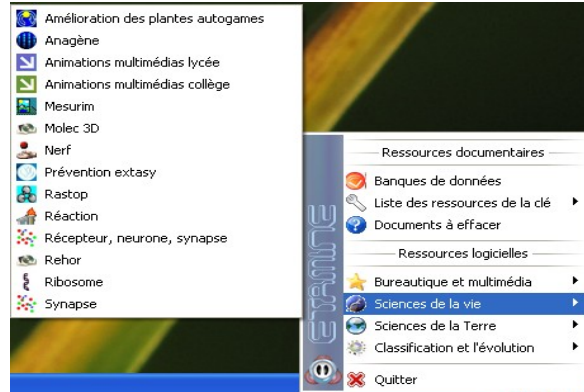 Amélioration des plantes autogames
Anagène
Animations multimédias lycée
Animations multimédias collège
Mesurim
Molec 3D
Nerf
Prévention extasy
Rastop
Réaction
Récepteur, neurone, synapse
Rehor
Ribosome
Synapse
ETAMINE
Ressources documentaires
Banques de données
Liste des ressources de la clé
Documents à effacer
Ressources logicielles
Bureautique et multimédia
Sciences de la vie
Sciences de la Terre
Classification et l'évolution
Quitter